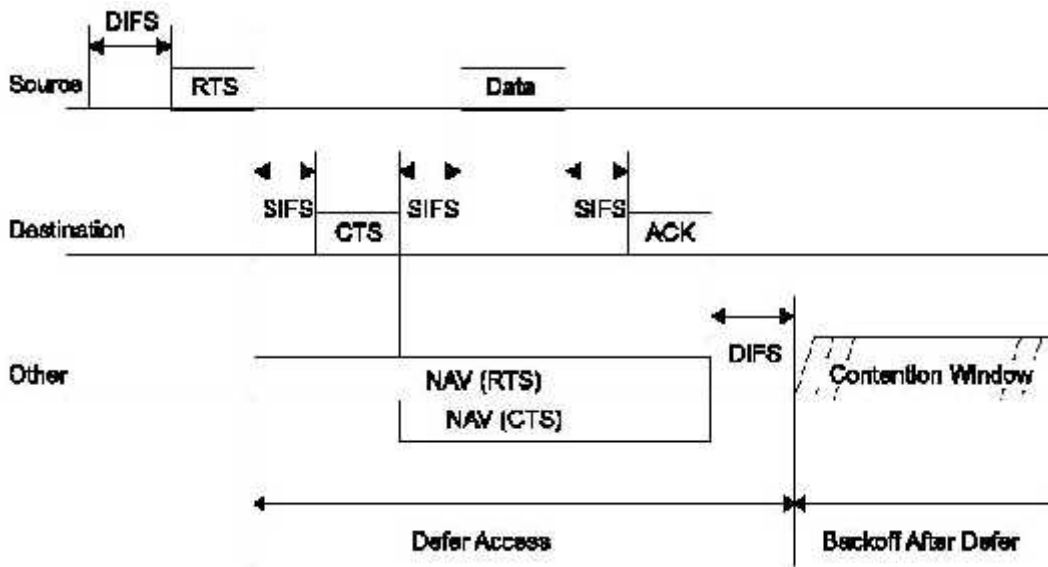 DIFS
Source
RTS
Data
SIFS
SIFS
SIFS
Destination
CTS
ACK
DIFS
Other
NAV (RTS)
Contention Window
NAV (CTS)
Defer Access
Backoff After Defer